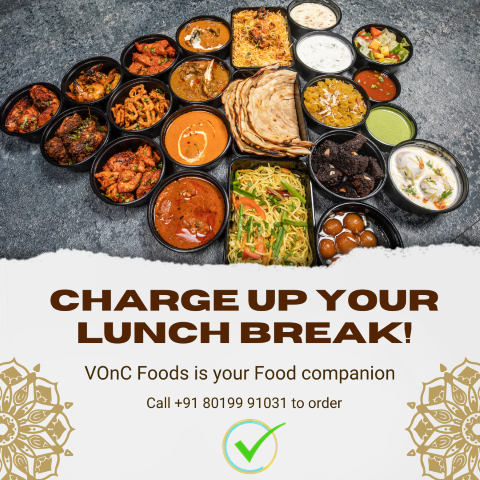 CHARGE UP YOUR
LUNCH BREAK!
VOnC Foods is your Food companion
Call +91 80199 91031 to order